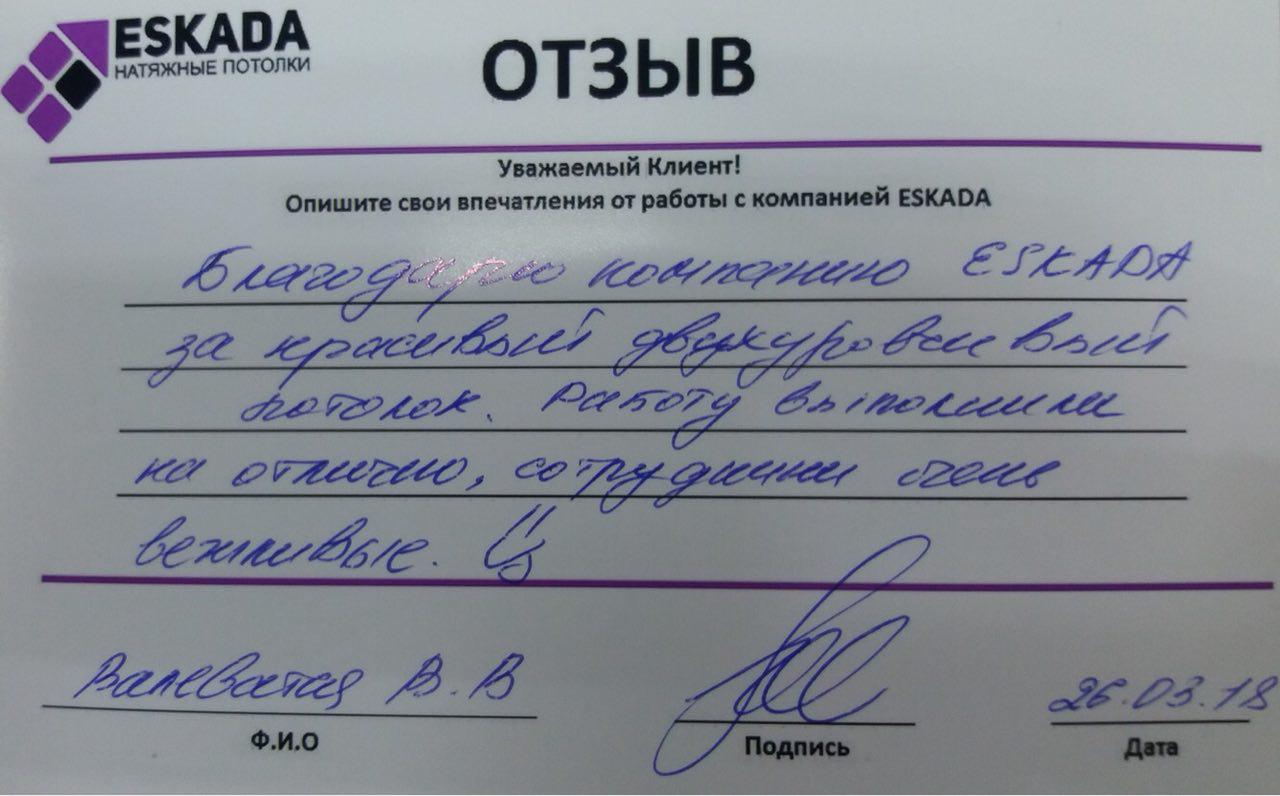 ESKADA
НАТЯЖНЫЕ ПОТОЛКИ
ОТЗЫВ
Уважаемый Клиент!
Опишите свои впечатления от работы с компанией ESKADA
Благодарю компанию ESKADA
за красивый двухуровневый
потолок. Работу выполнили
на отлично, сотрудники очень
вежливые.
В.В
26.03.18
Ф.И.О
Подпись
Дата